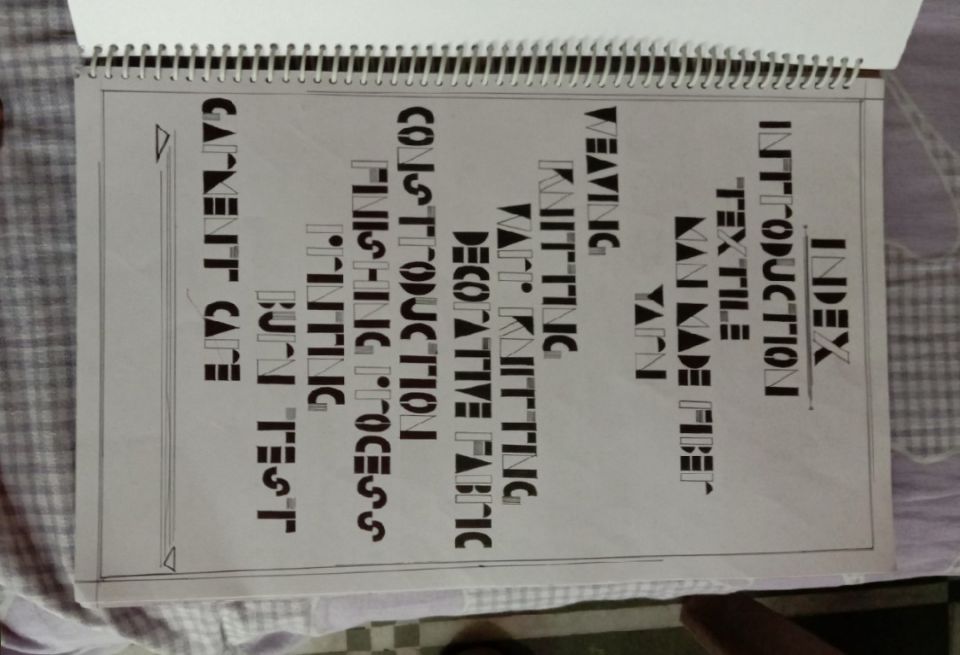 INDEX
INTRODUCTION
TEXTILE
MAN MADE FIBER
YARN
WEAVING
KNITTING
WARP KNITTING
DECORATIVE FABRIC
CONSTRUCTION
FINISHING PROCESS
PRINTING
BURN TEST
GARMENT CARE